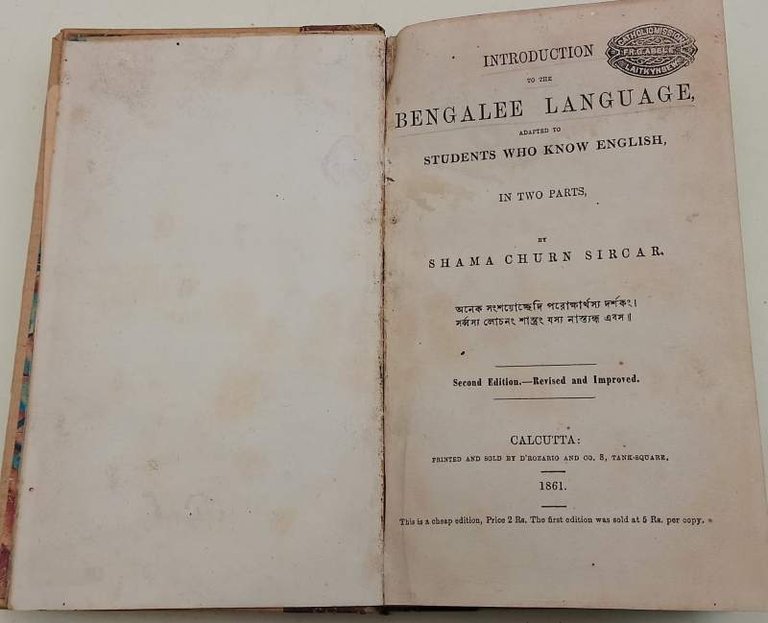 INTRODUCTION
TO THE
BENGALEE LANGUAGE,
ADAPTED TO
STUDENTS WHO KNOW ENGLISH,
IN TWO PARTS,
BY
SHAMA CHURN SIRCAR.
অনেক সংশয়োচ্ছেদি পরোক্ষার্থস্য দর্শকং।
সর্ব্বস্য লোচনং শাস্ত্রং যস্য নাস্ত্যন্ধ এবস॥
Second Edition.—Revised and Improved.
CALCUTTA:
PRINTED AND SOLD BY D'ROZARIO AND CO. 8, TANK-SQUARE.
1861.
This is a cheap edition, Price 2 Rs. The first edition was sold at 5 Rs. per copy.
CATHOLIC MISSION
FR. G. ABELE
LAITKYNSEW